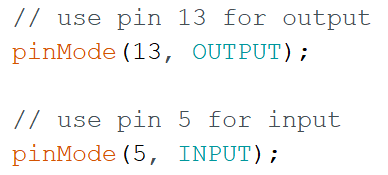 // use pin 13 for output
pinMode(13, OUTPUT);
// use pin 5 for input
pinMode(5, INPUT);